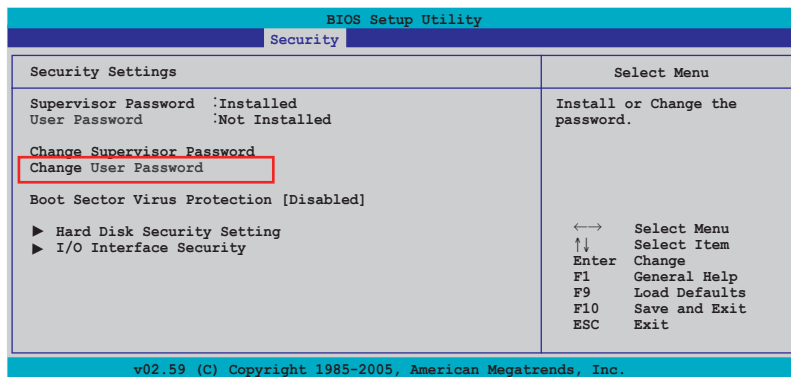 BIOS Setup Utility
Security
Security Settings
Supervisor Password :Installed
User Password :Not Installed
Change Supervisor Password
Change User Password
Boot Sector Virus Protection [Disabled]
▶ Hard Disk Security Setting
▶ I/O Interface Security
Select Menu
Install or Change the
password.
←→ Select Menu
↑↓ Select Item
Enter Change
F1 General Help
F9 Load Defaults
F10 Save and Exit
ESC Exit
v02.59 (C) Copyright 1985-2005, American Megatrends, Inc.